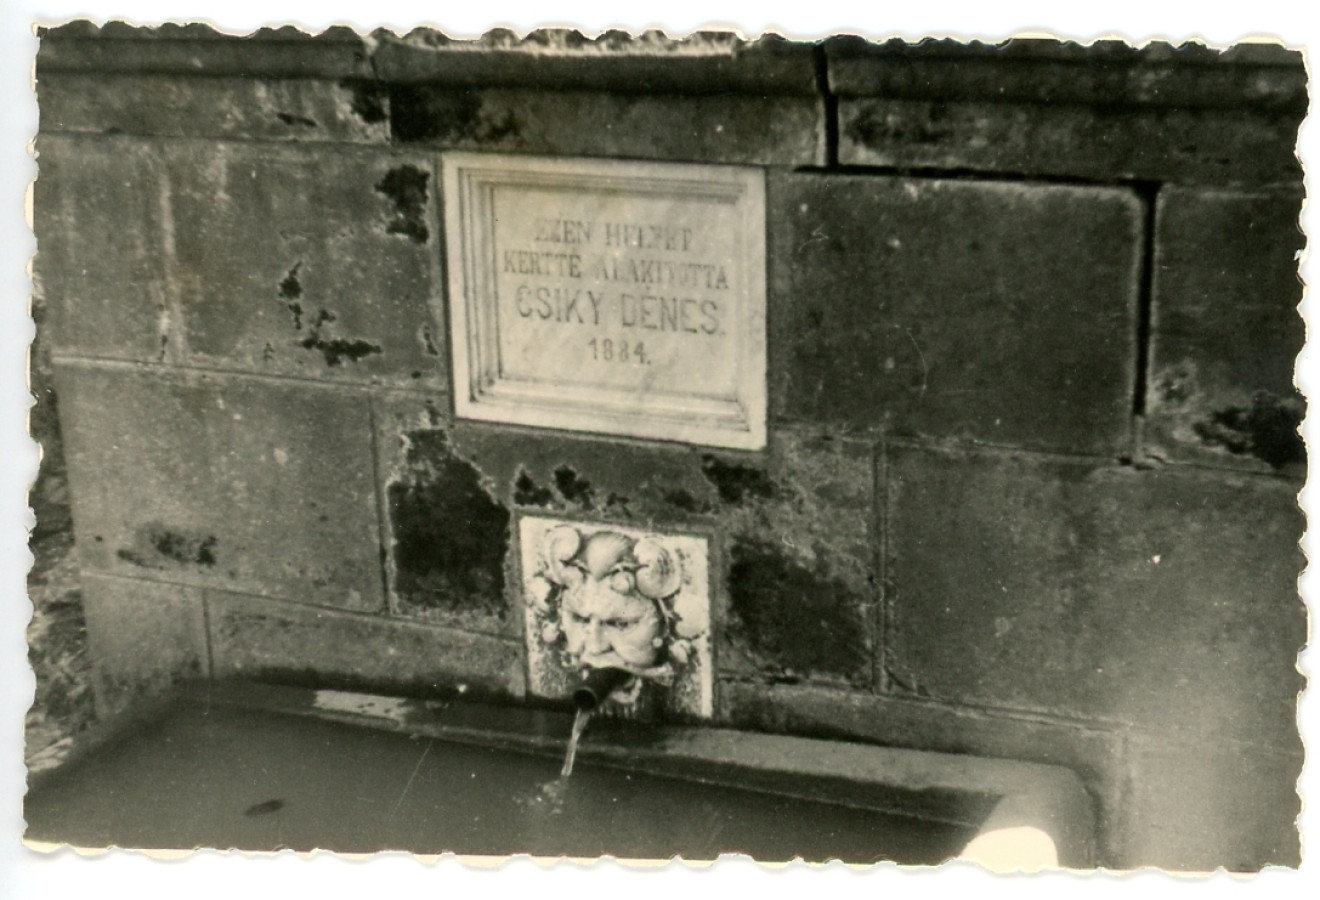 EZEN HELYET
KERTTÉ ALAKITOTTA
CSIKY DÉNES.
1884.